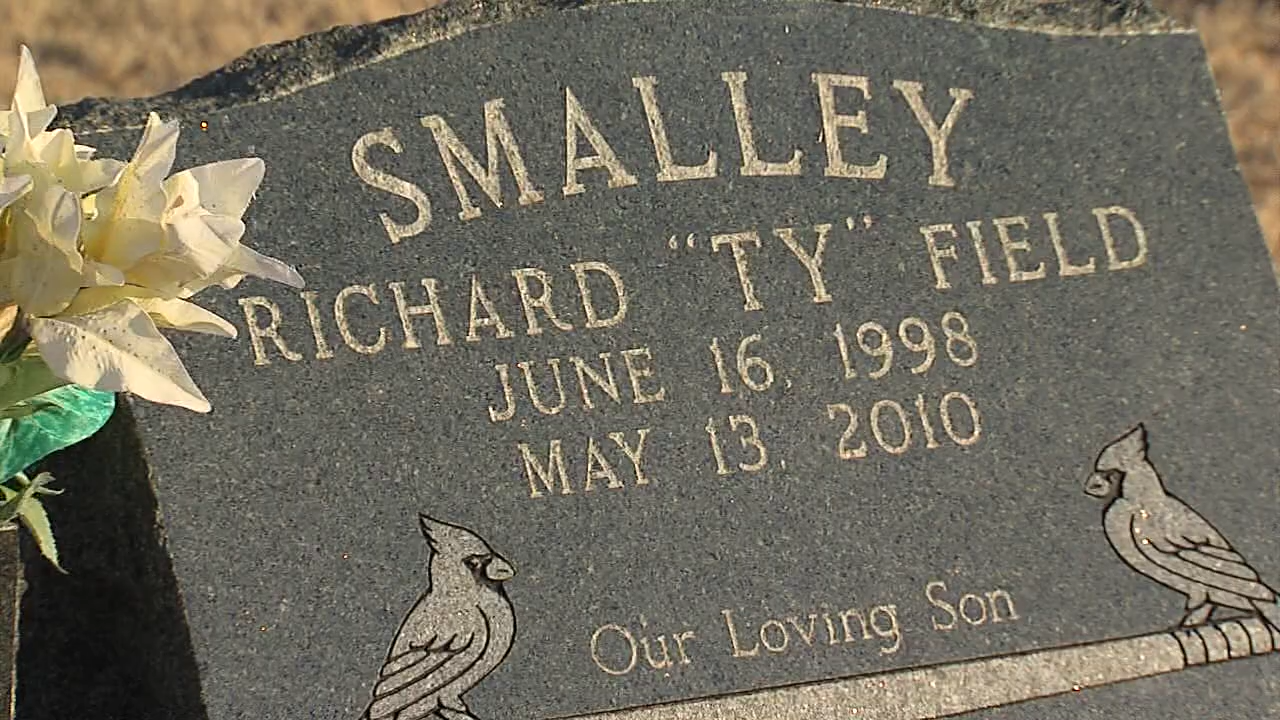 SMALLEY
RICHARD “TY” FIELD
JUNE 16, 1998
MAY 13, 2010
Our Loving Son